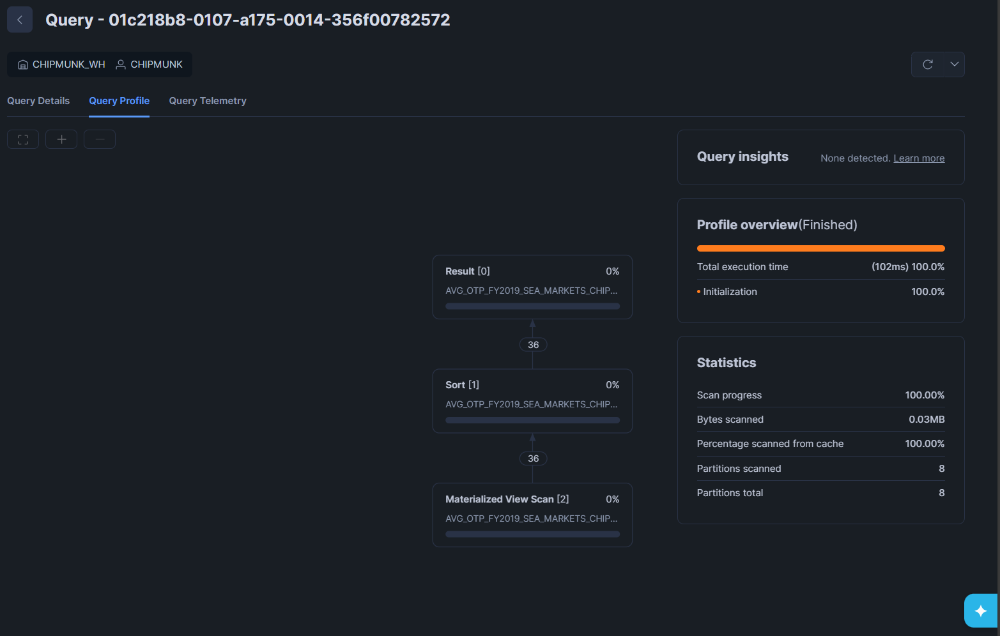 Query - 01c218b8-0107-a175-0014-356f00782572
CHIPMUNK_WH CHIPMUNK
Query Details Query Profile Query Telemetry
Query insights None detected. Learn more
Profile overview(Finished)
Total execution time (102ms) 100.0%
Initialization 100.0%
Result [0] 0%
AVG_OTP_FY2019_SEA_MARKETS_CHIP...
36
Sort [1] 0%
AVG_OTP_FY2019_SEA_MARKETS_CHIP...
36
Materialized View Scan [2] 0%
AVG_OTP_FY2019_SEA_MARKETS_CHIP...
Statistics
Scan progress 100.00%
Bytes scanned 0.03MB
Percentage scanned from cache 100.00%
Partitions scanned 8
Partitions total 8